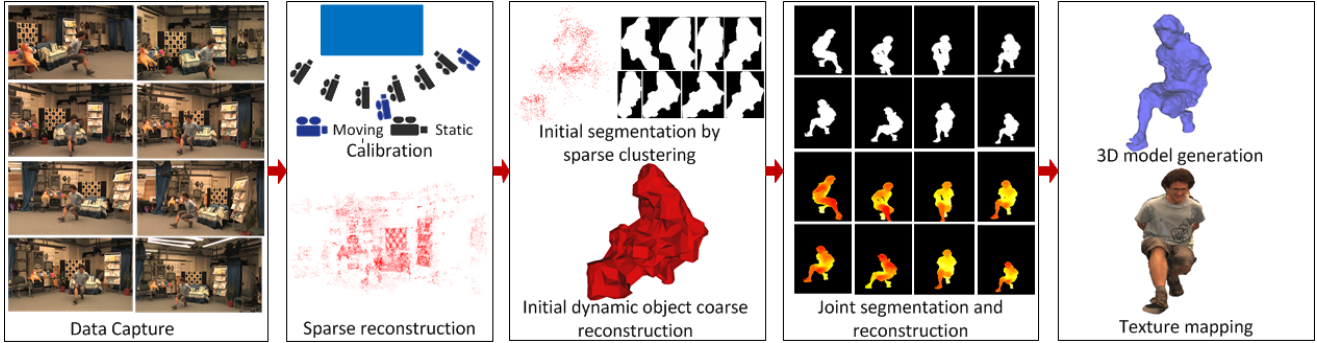 Data Capture
Moving Static
Calibration
Sparse reconstruction
Initial segmentation by
sparse clustering
Initial dynamic object coarse
reconstruction
Joint segmentation and
reconstruction
3D model generation
Texture mapping